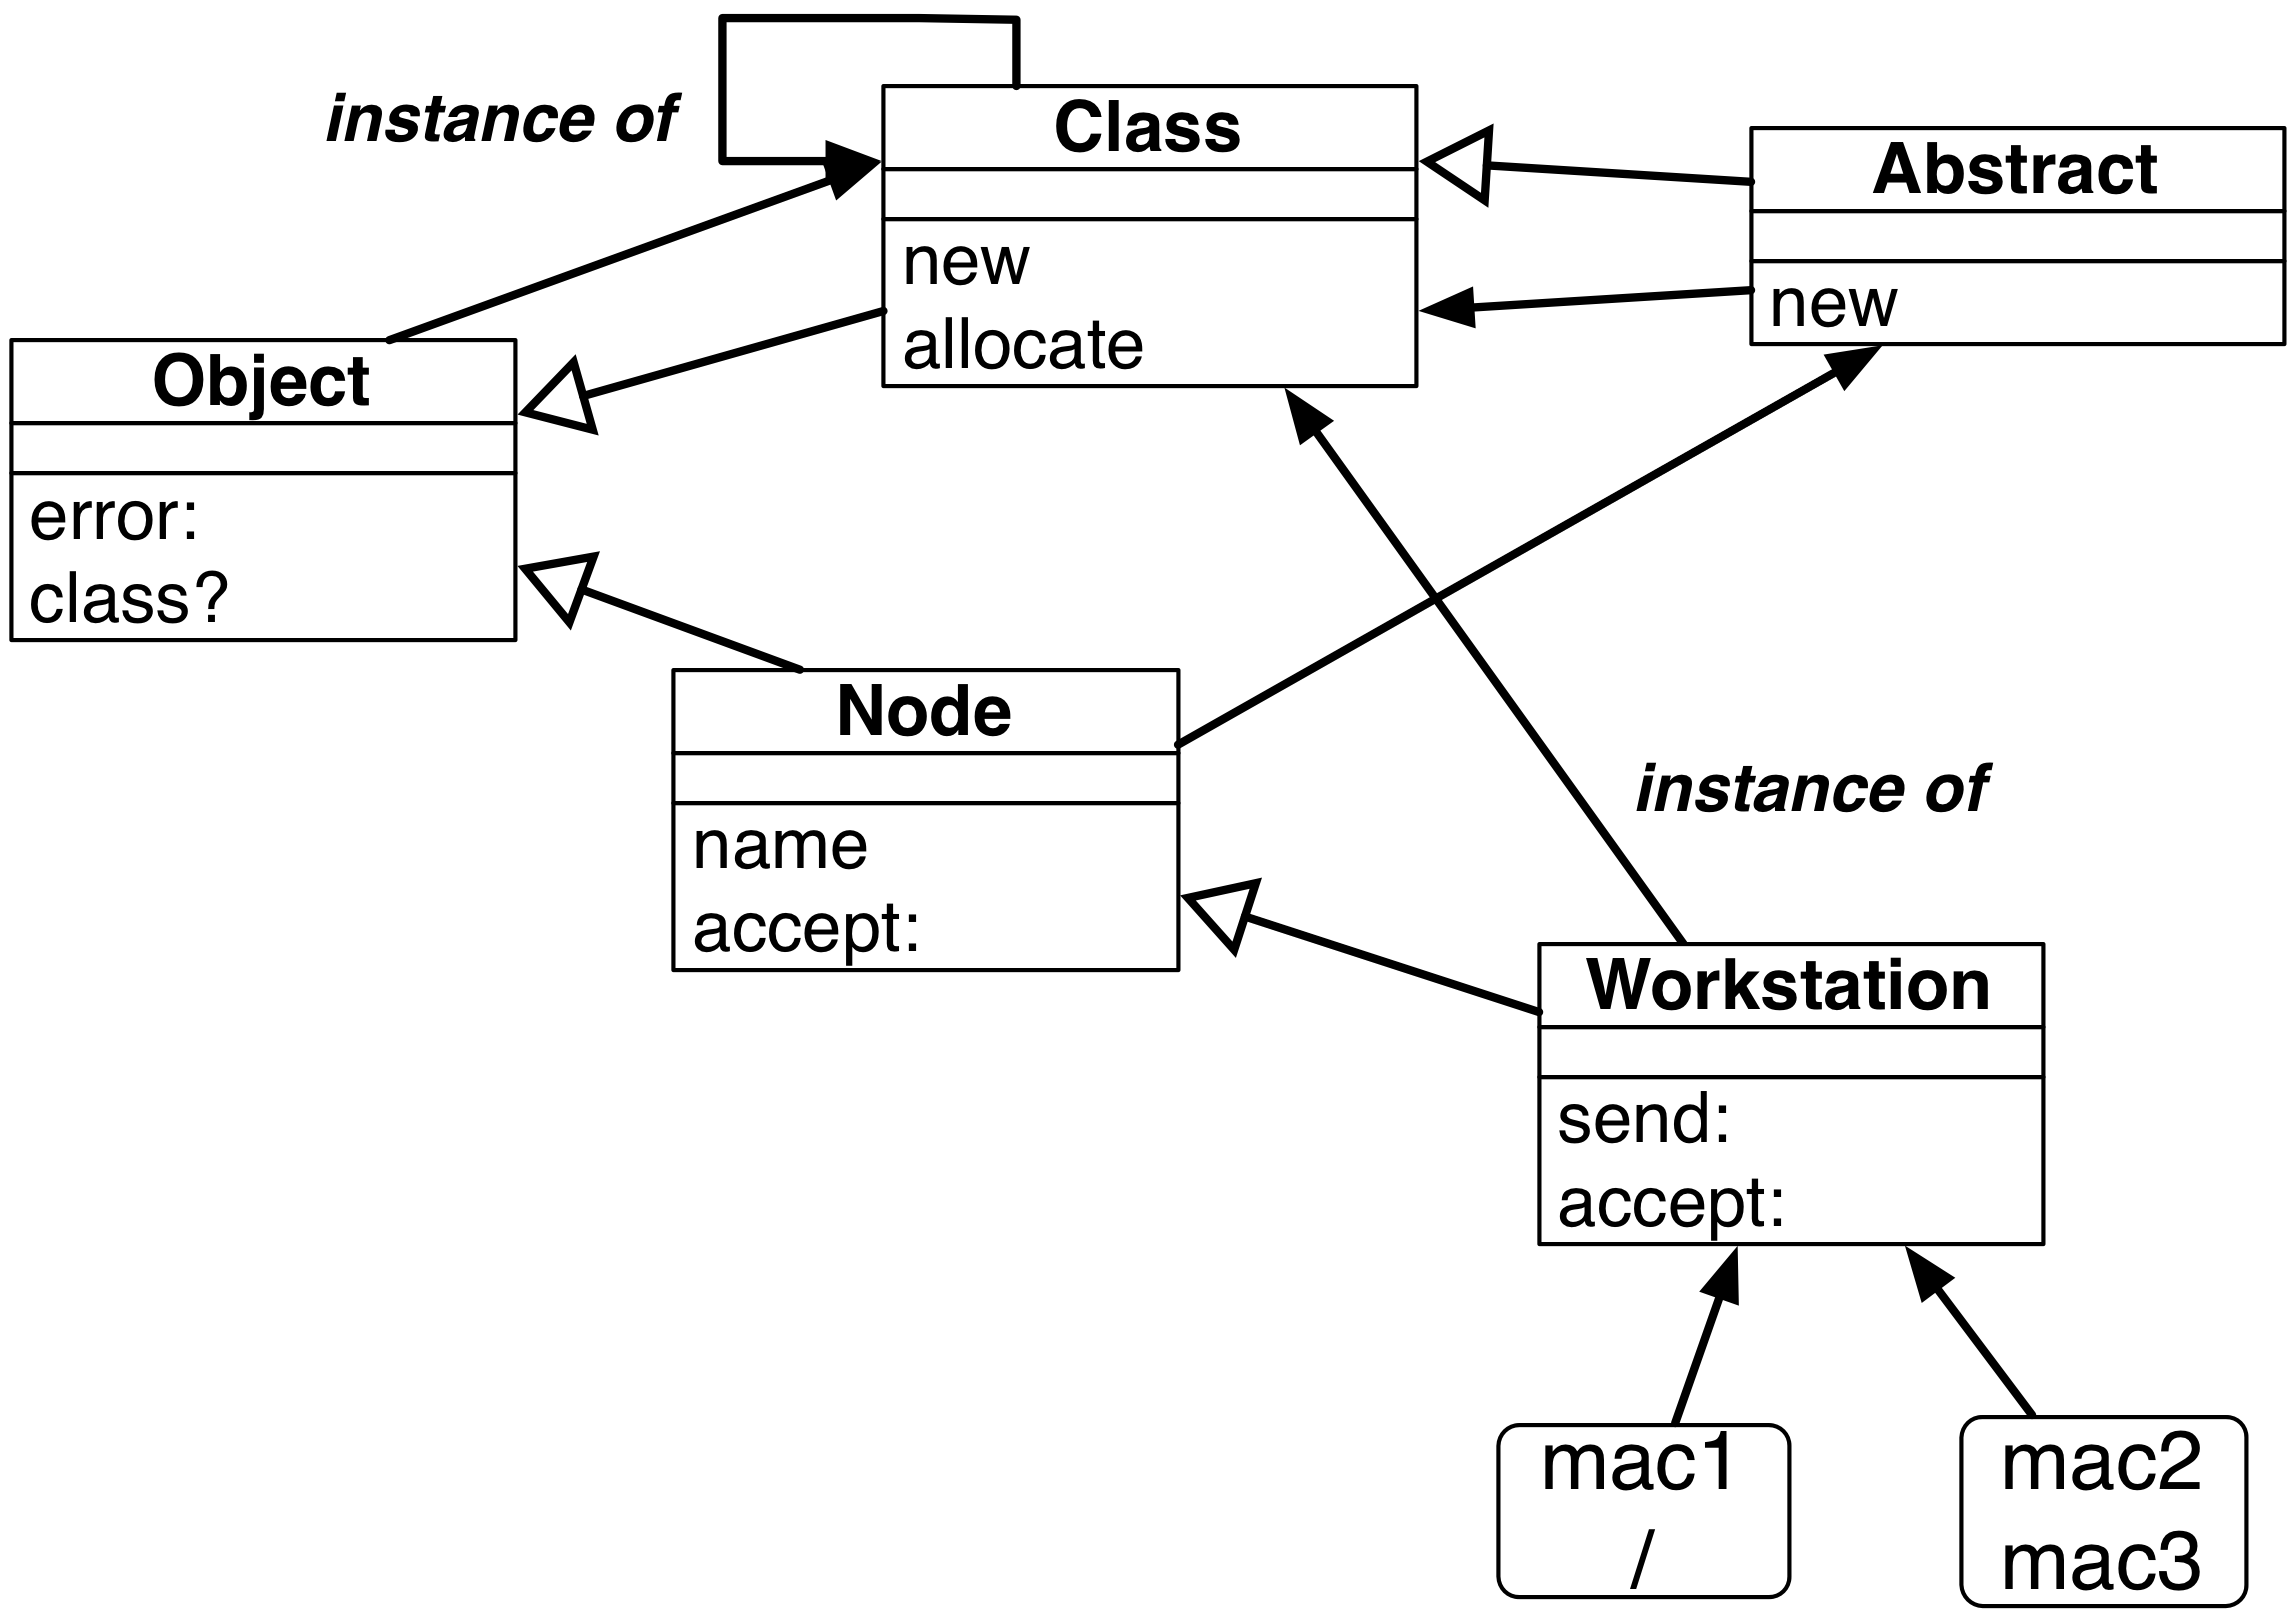 instance of
Class
new
allocate
Abstract
new
Object
error:
class?
Node
name
accept:
instance of
Workstation
send:
accept:
mac1
/
mac2
mac3